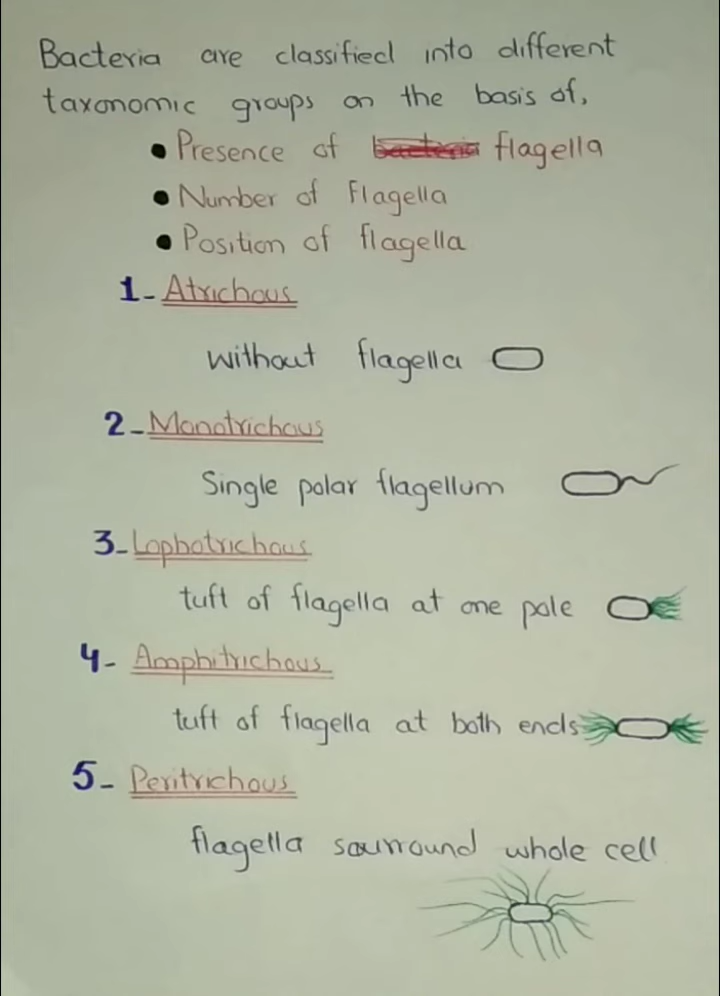 Bacteria are classified into different
taxonomic groups on the basis of,
• Presence of bacteria flagella
• Number of Flagella
• Position of flagella
1- Atrichous
without flagella
2- Monotrichous
Single polar flagellum
3- Lophotrichous
tuft of flagella at one pole
4- Amphitrichous
tuft of flagella at both ends
5- Peritrichous
flagella sourround whole cell